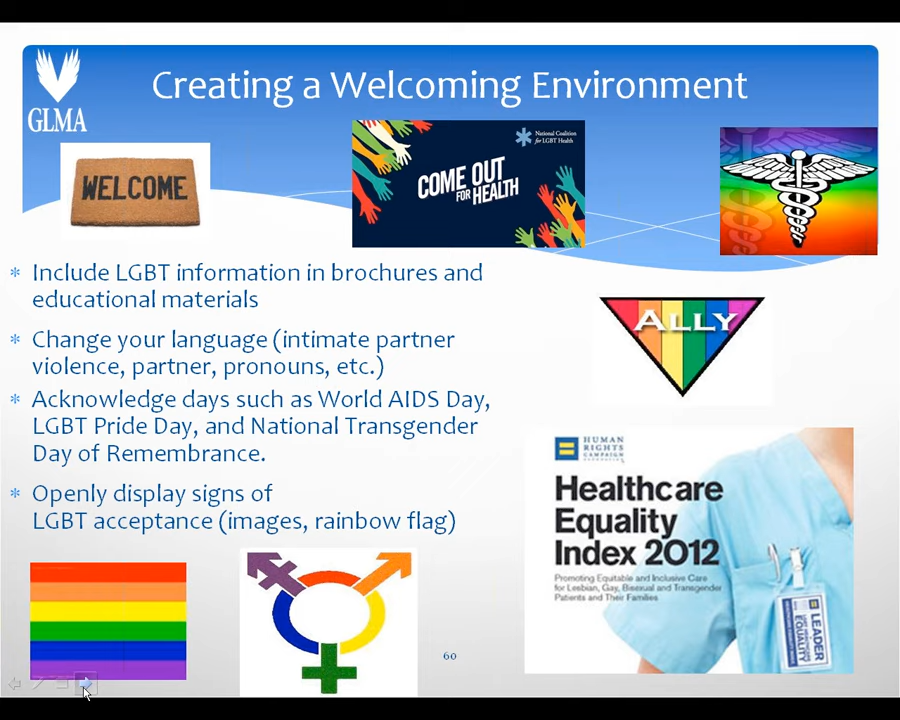 Creating a Welcoming Environment
GLMA
WELCOME
National Coalition
for LGBT Health
COME OUT
FOR HEALTH
ALLY
* Include LGBT information in brochures and
educational materials
* Change your language (intimate partner
violence, partner, pronouns, etc.)
* Acknowledge days such as World AIDS Day,
LGBT Pride Day, and National Transgender
Day of Remembrance.
* Openly display signs of
LGBT acceptance (images, rainbow flag)
HUMAN
RIGHTS
CAMPAIGN
Healthcare
Equality
Index 2012
Promoting Equitable and Inclusive Care
for Lesbian, Gay, Bisexual and Transgender
Patients and Their Families
LEADER
EQUALITY
60